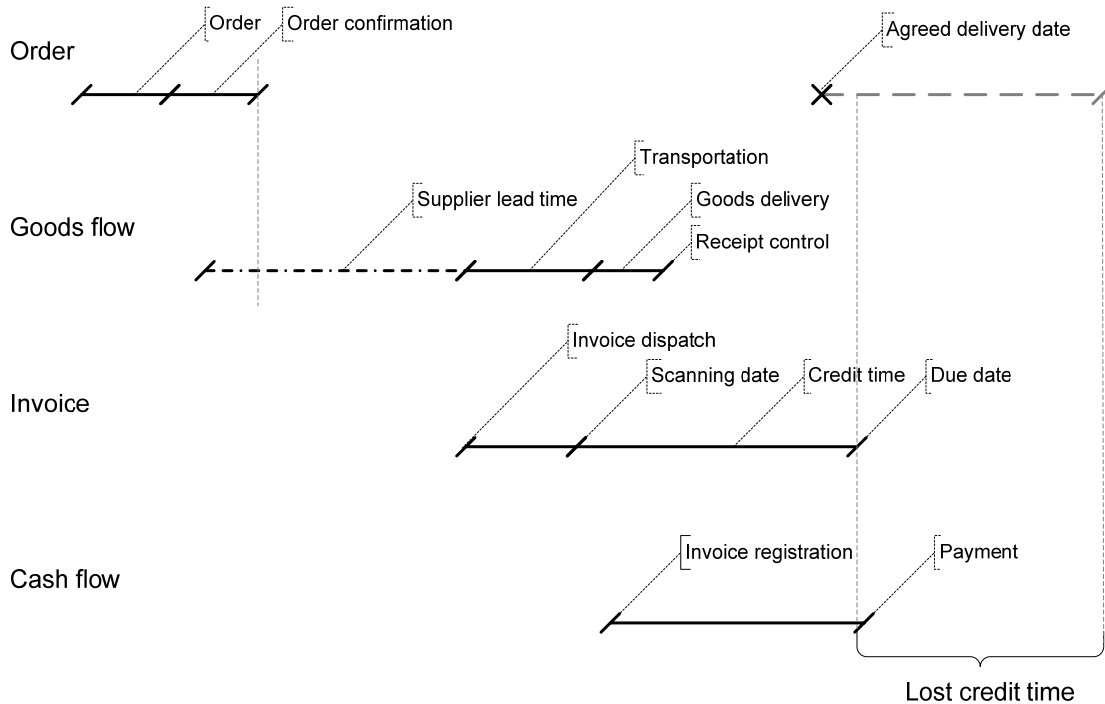 Order
Order confirmation
Agreed delivery date
Order
Transportation
Supplier lead time
Goods delivery
Goods flow
Receipt control
Invoice dispatch
Scanning date
Credit time
Due date
Invoice
Invoice registration
Payment
Cash flow
Lost credit time